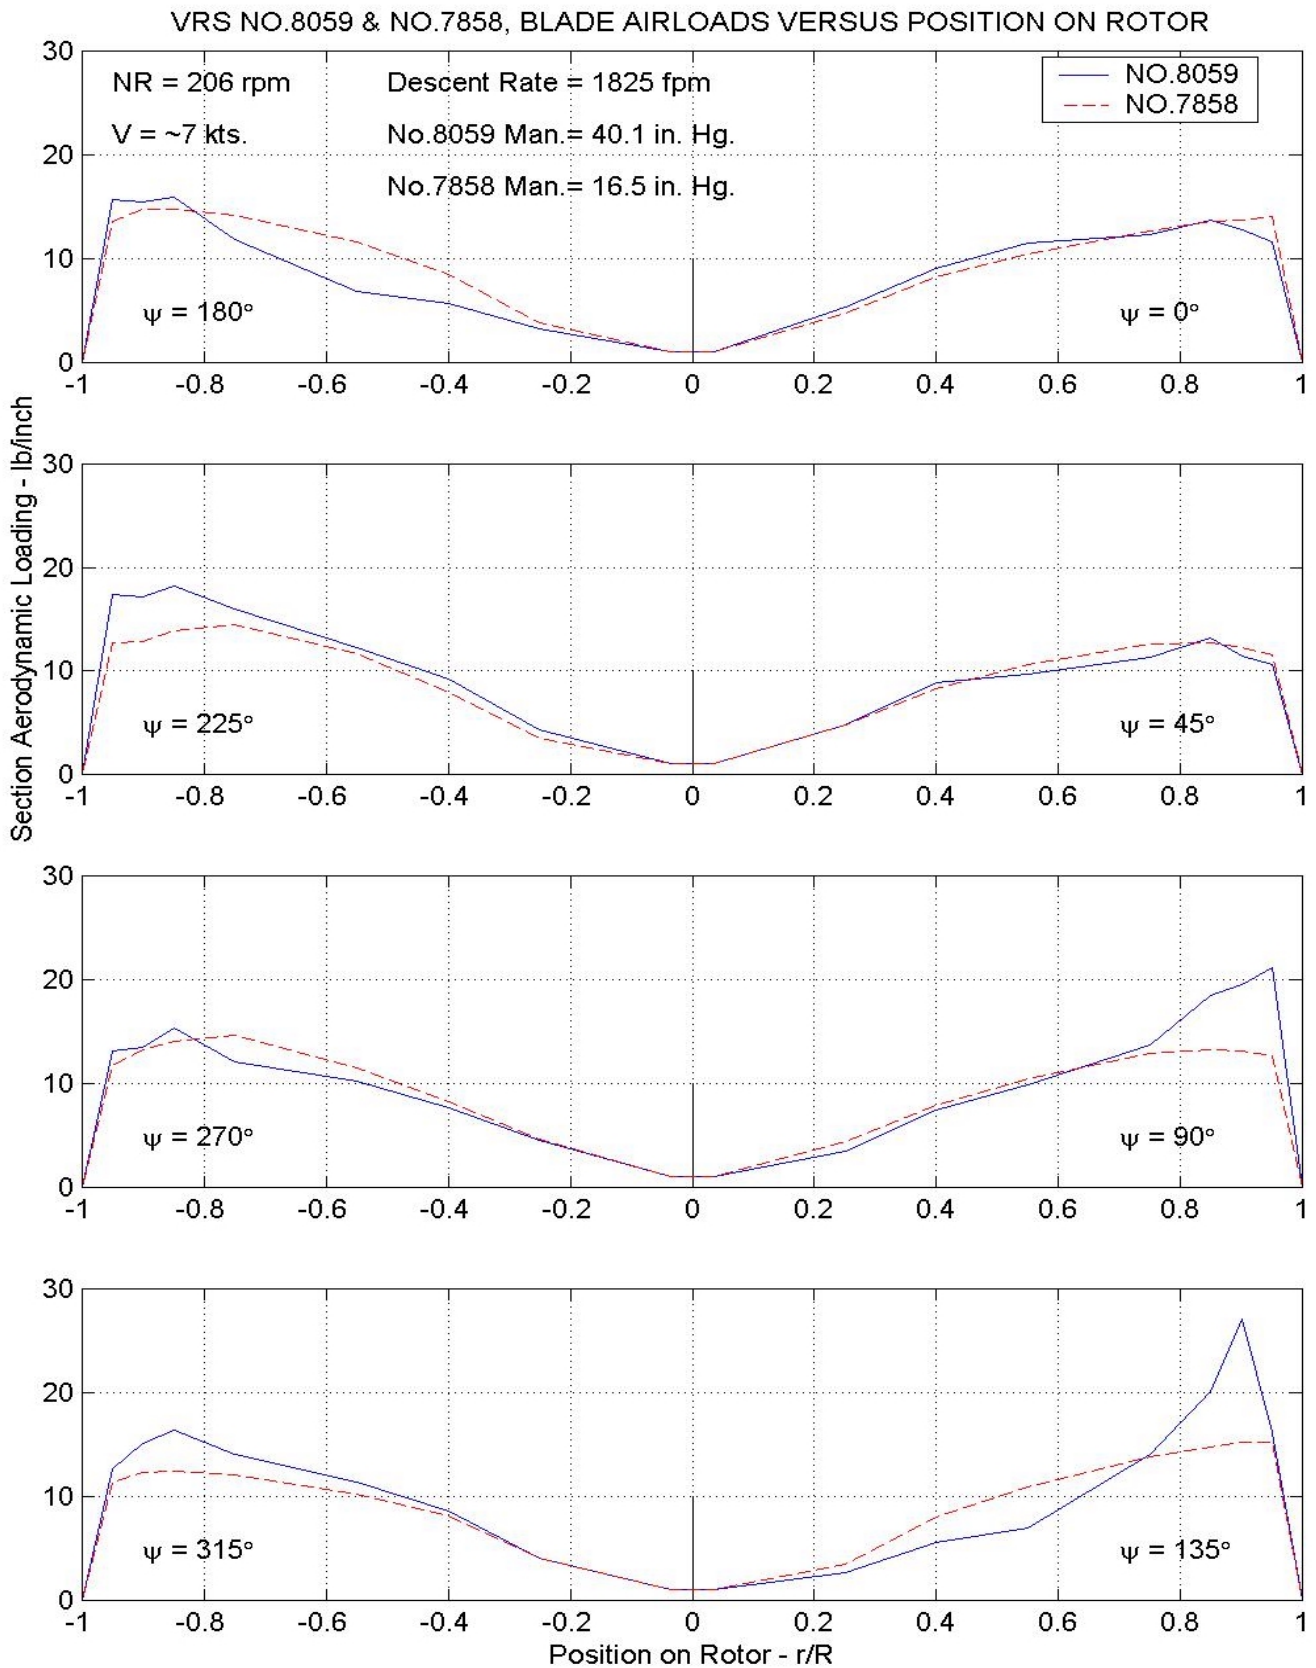 VRS NO.8059 & NO.7858, BLADE AIRLOADS VERSUS POSITION ON ROTOR
30
20
10
0
NR = 206 rpm
Descent Rate = 1825 fpm
V = ~7 kts.
No.8059 Man.= 40.1 in. Hg.
No.7858 Man.= 16.5 in. Hg.
NO.8059
NO.7858
ψ = 180°
ψ = 0°
-1 -0.8 -0.6 -0.4 -0.2 0 0.2 0.4 0.6 0.8 1
Section Aerodynamic Loading - lb/inch
30
20
10
0
ψ = 225°
ψ = 45°
-1 -0.8 -0.6 -0.4 -0.2 0 0.2 0.4 0.6 0.8 1
30
20
10
0
ψ = 270°
ψ = 90°
-1 -0.8 -0.6 -0.4 -0.2 0 0.2 0.4 0.6 0.8 1
30
20
10
0
ψ = 315°
ψ = 135°
-1 -0.8 -0.6 -0.4 -0.2 0 0.2 0.4 0.6 0.8 1
Position on Rotor - r/R